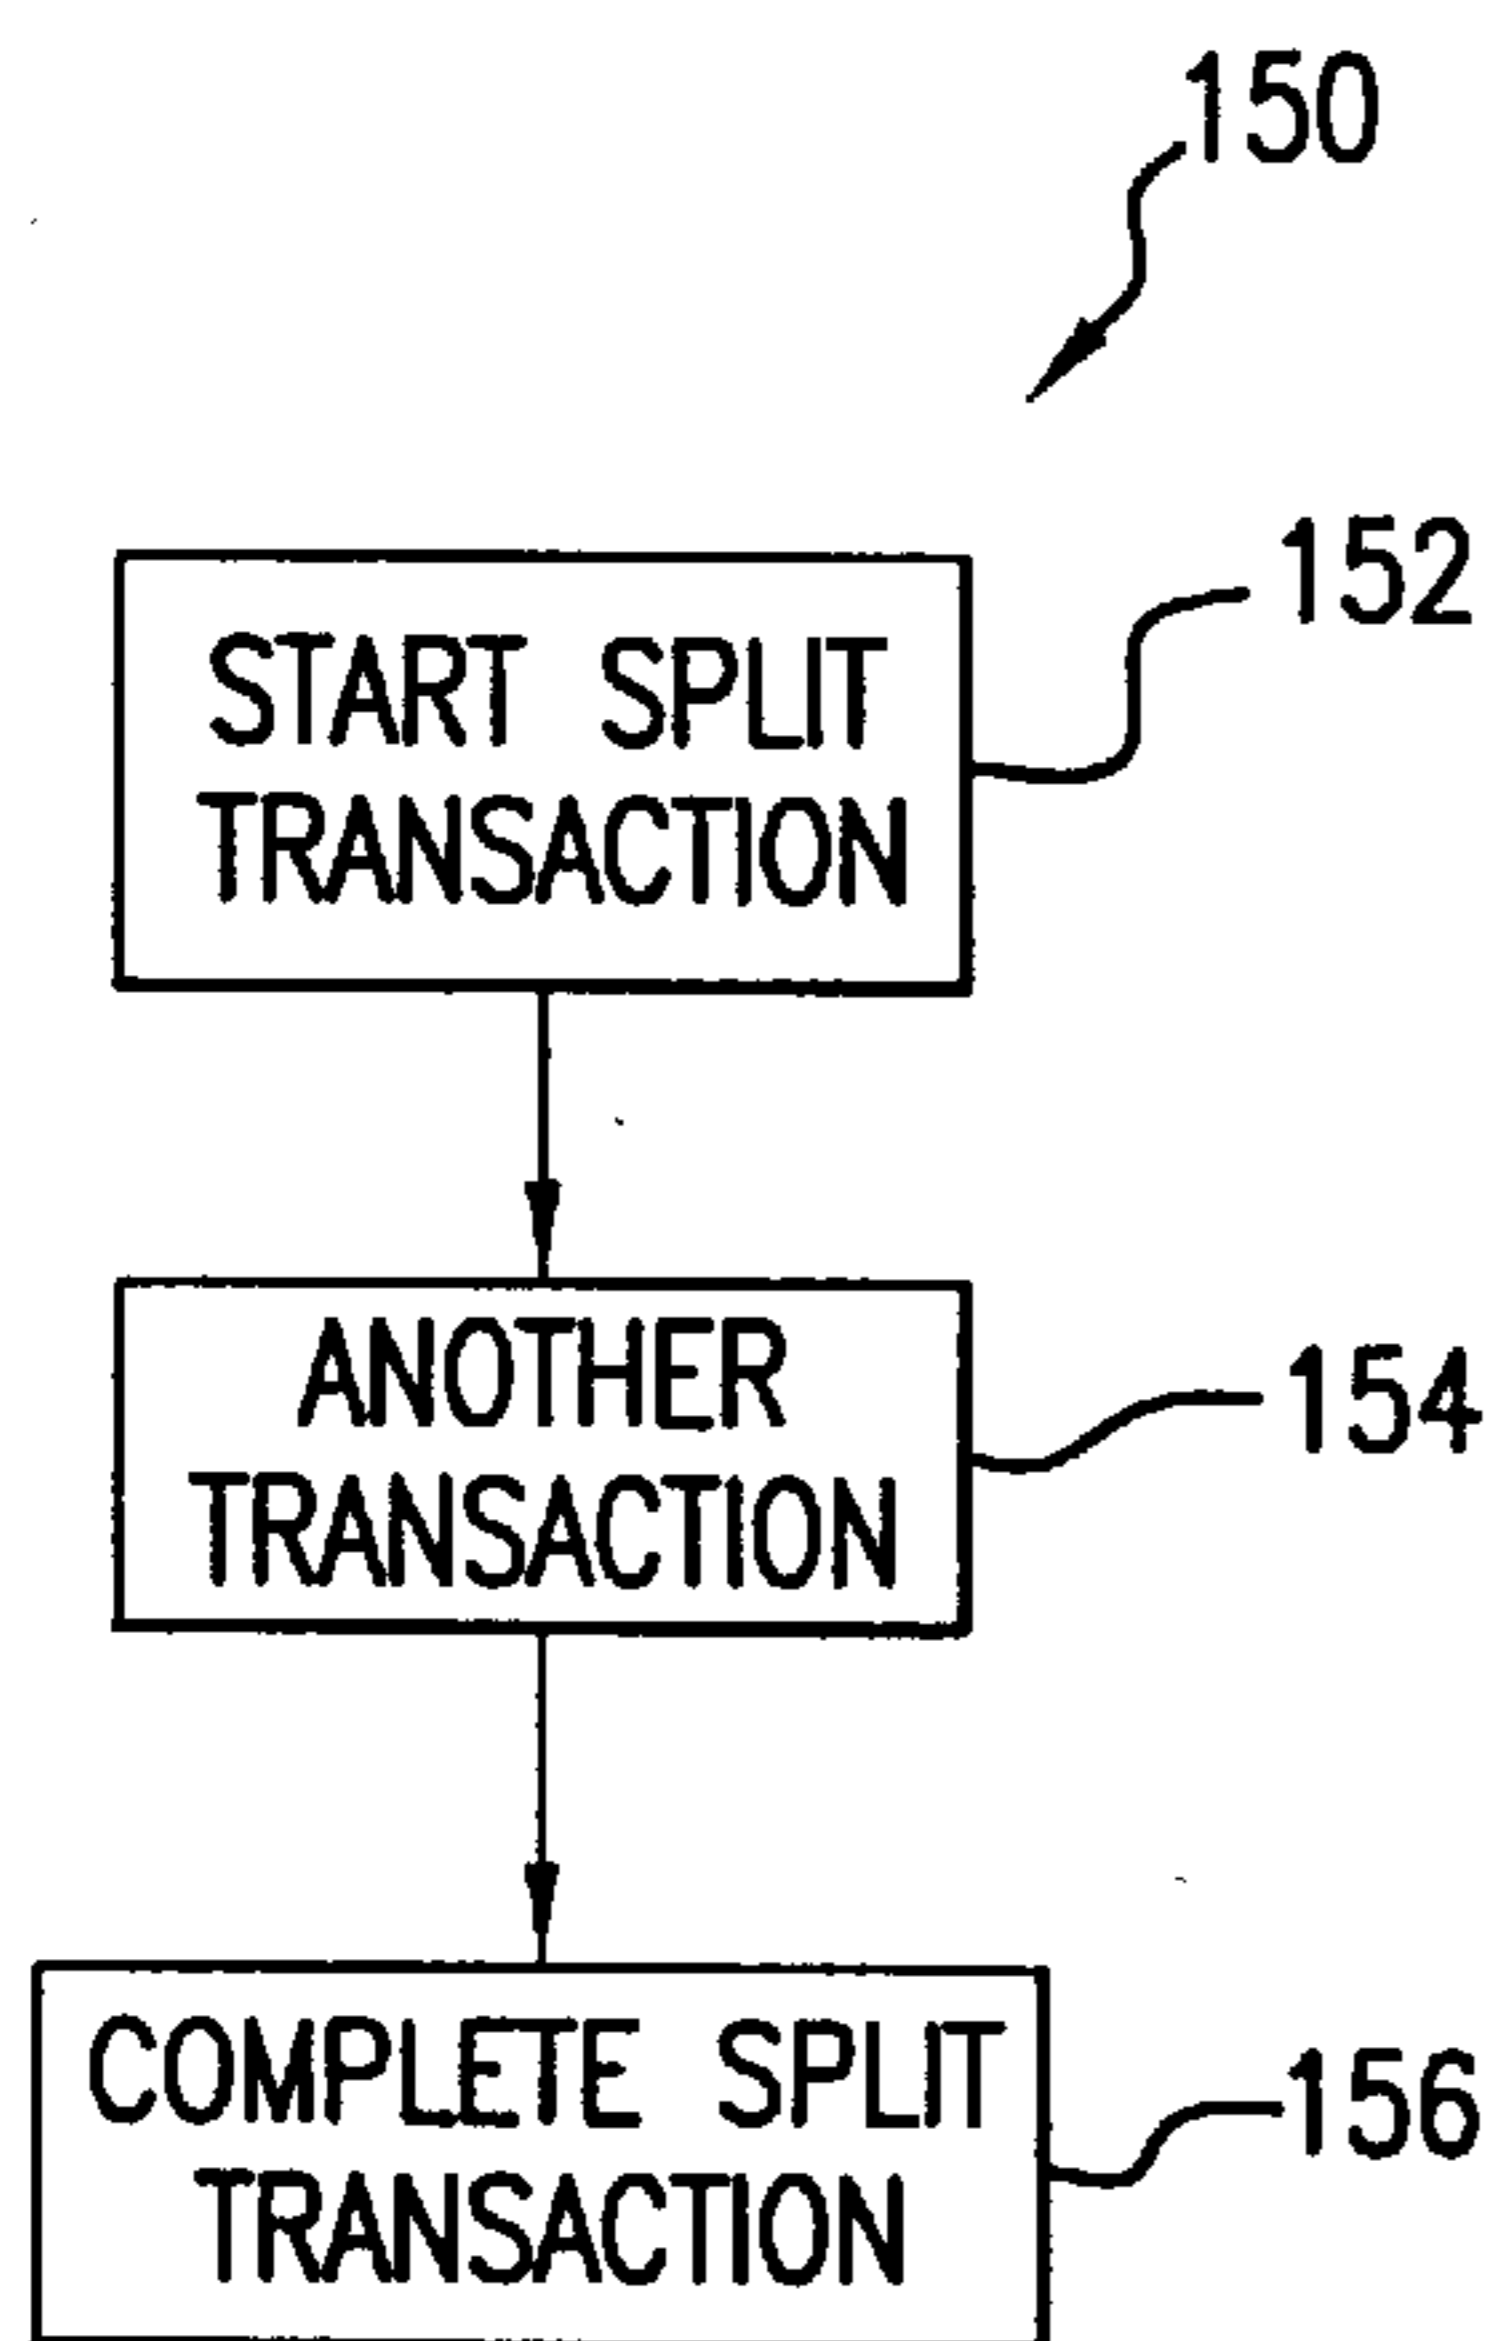 150
152
START SPLIT
TRANSACTION
ANOTHER
154
TRANSACTION
COMPLETE SPLIT
156
TRANSACTION